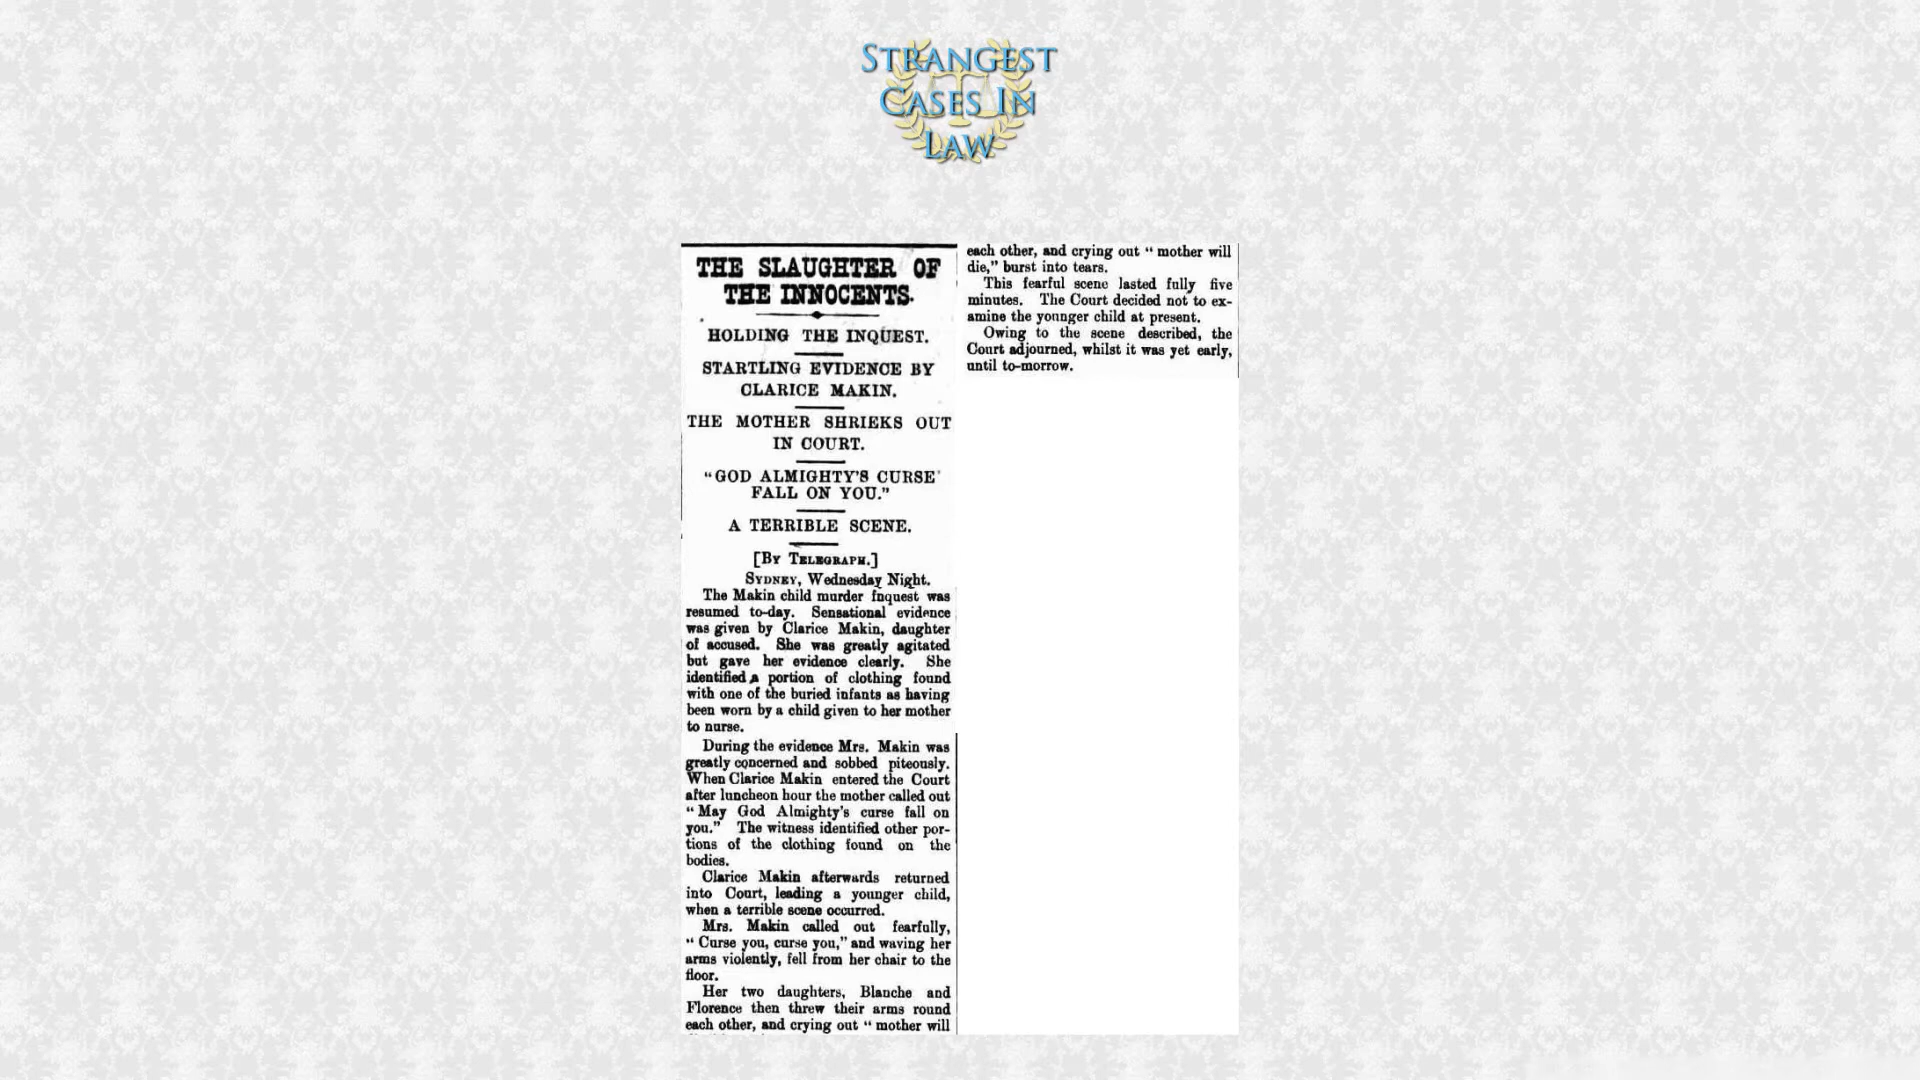 STRANGEST
CASES IN
LAW
THE SLAUGHTER OF
THE INNOCENTS.
HOLDING THE INQUEST.
STARTLING EVIDENCE BY
CLARICE MAKIN.
THE MOTHER SHRIEKS OUT
IN COURT.
"GOD ALMIGHTY'S CURSE
FALL ON YOU."
A TERRIBLE SCENE.
[BY TELEGRAPH.]
SYDNEY, Wednesday Night.
The Makin child murder fnquest was
resumed to-day. Sensational evidence
was given by Clarice Makin, daughter
of accused. She was greatly agitated
but gave her evidence clearly. She
identified a portion of clothing found
with one of the buried infants as having
been worn by a child given to her mother
to nurse.
During the evidence Mrs. Makin was
greatly concerned and sobbed piteously.
When Clarice Makin entered the Court
after luncheon hour the mother called out
"May God Almighty's curse fall on
you." The witness identified other por-
tions of the clothing found on the
bodies.
Clarice Makin afterwards returned
into Court, leading a younger child,
when a terrible scene occurred.
Mrs. Makin called out fearfully,
"Curse you, curse you," and waving her
arms violently, fell from her chair to the
floor.
Her two daughters, Blanche and
Florence then threw their arms round
each other, and crying out "mother will
each other, and crying out "mother will
die," burst into tears.
This fearful scene lasted fully five
minutes. The Court decided not to ex-
amine the younger child at present.
Owing to the scene described, the
Court adjourned, whilst it was yet early,
until to-morrow.